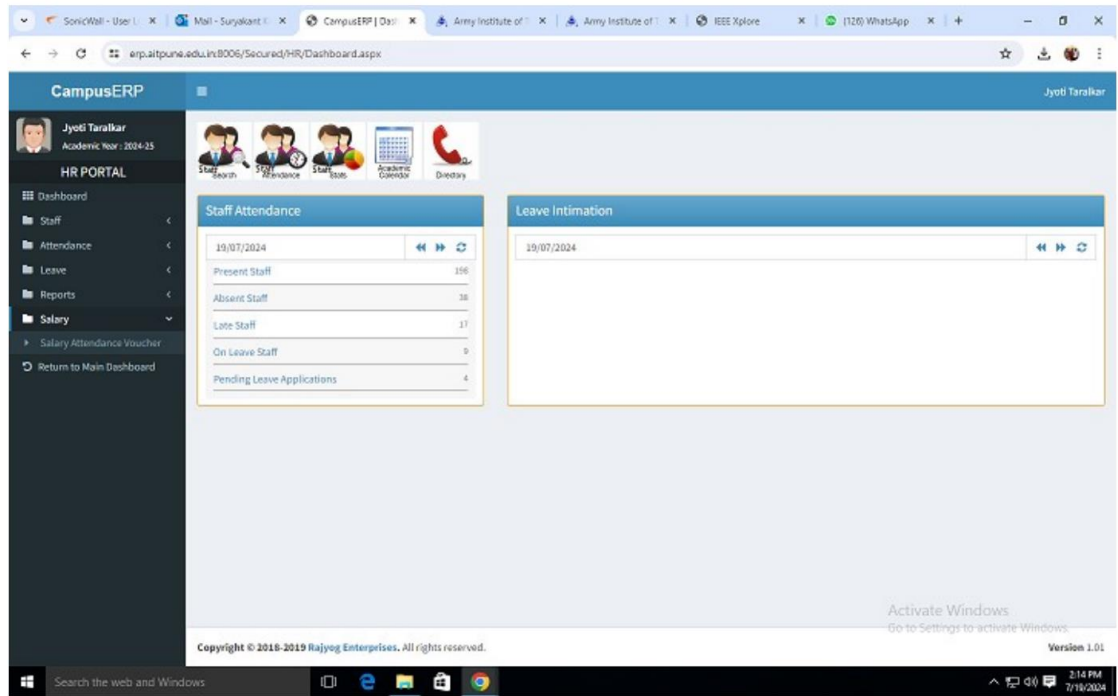 SonicWall - User L
Mail - Suryakant K
CampusERP | Das
Army Institute of T
Army Institute of T
IEEE Xplore
(126) WhatsApp
erp.aitpune.edu.in:8006/Secured/HR/Dashboard.aspx
CampusERP
Jyoti Taralkar
Jyoti Taralkar
Academic Year : 2024-25
HR PORTAL
Dashboard
Staff
Attendance
Leave
Reports
Salary
Salary Attendance Voucher
Return to Main Dashboard
Staff Search
Staff Attendance
Staff Stats
Academic Calendar
Directory
Staff Attendance
19/07/2024
Present Staff 196
Absent Staff 38
Late Staff 17
On Leave Staff 9
Pending Leave Applications 4
Leave Intimation
19/07/2024
Activate Windows
Go to Settings to activate Windows.
Copyright © 2018-2019 Rajyog Enterprises. All rights reserved.
Version 1.01
Search the web and Windows
2:14 PM
7/19/2024